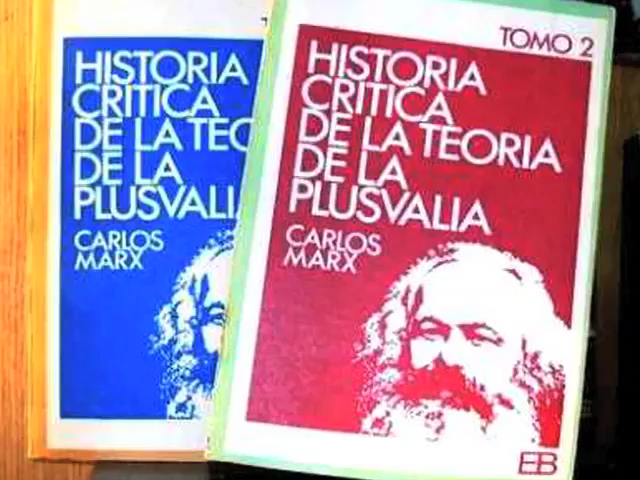 HISTORIA
CRITICA
DE LA TEO
DE LA
PLUSVALIA
CARLOS
MARX
TOMO 2
HISTORIA
CRITICA
DE LA TEORIA
DE LA
PLUSVALIA
CARLOS
MARX
EB